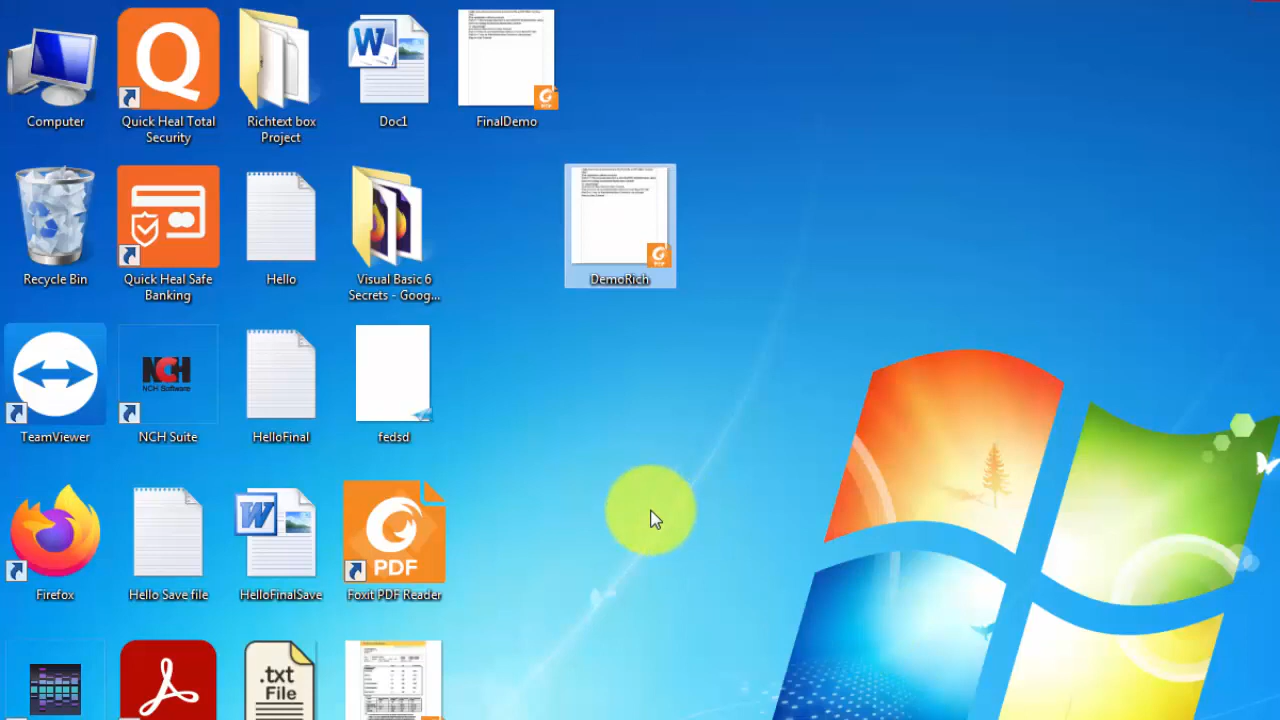 Computer
Quick Heal Total
Security
Richtext box
Project
Doc1
FinalDemo
Recycle Bin
Quick Heal Safe
Banking
Hello
Visual Basic 6
Secrets - Goog...
DemoRich
TeamViewer
NCH
NCH Software
NCH Suite
HelloFinal
fedsd
Firefox
Hello Save file
HelloFinalSave
PDF
Foxit PDF Reader
.txt
File